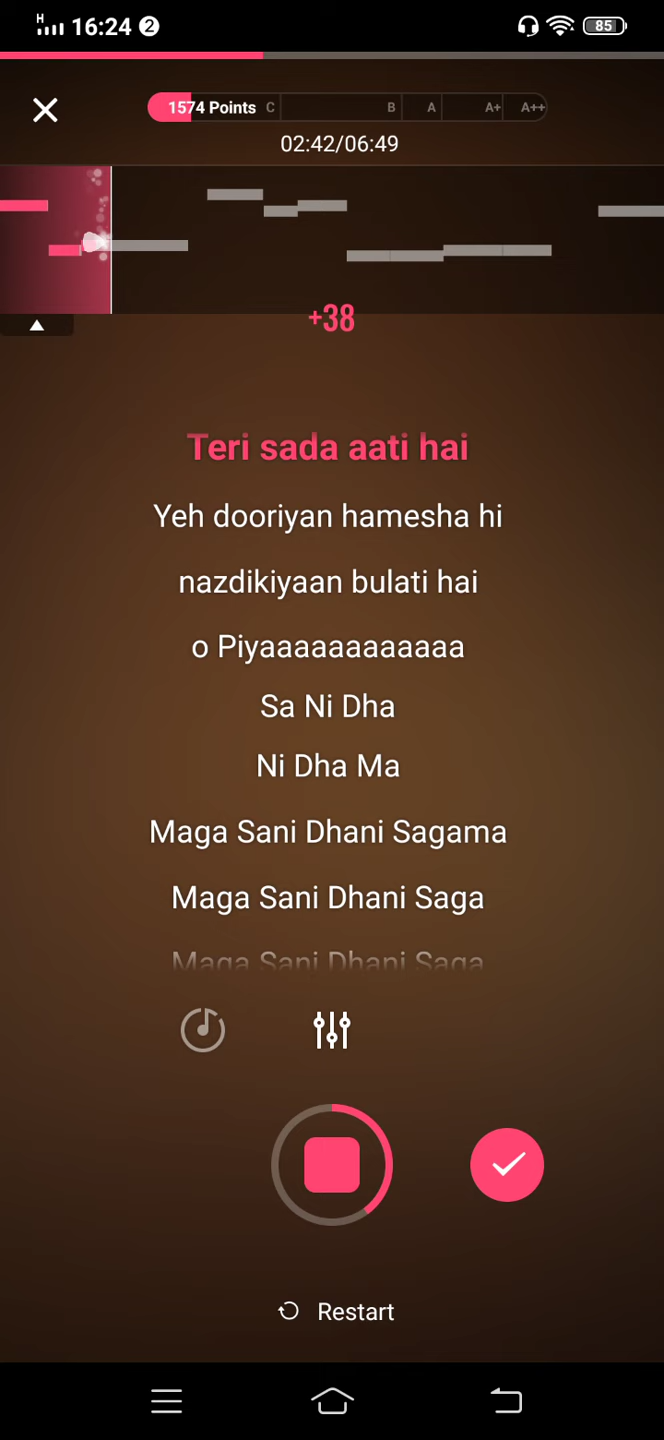 H 16:24 2 85
1574 Points C B A A+ A++
02:42/06:49
+38
Teri sada aati hai
Yeh dooriyan hamesha hi
nazdikiyaan bulati hai
o Piyaaaaaaaaaaaa
Sa Ni Dha
Ni Dha Ma
Maga Sani Dhani Sagama
Maga Sani Dhani Saga
Maga Sani Dhani Saga
Restart